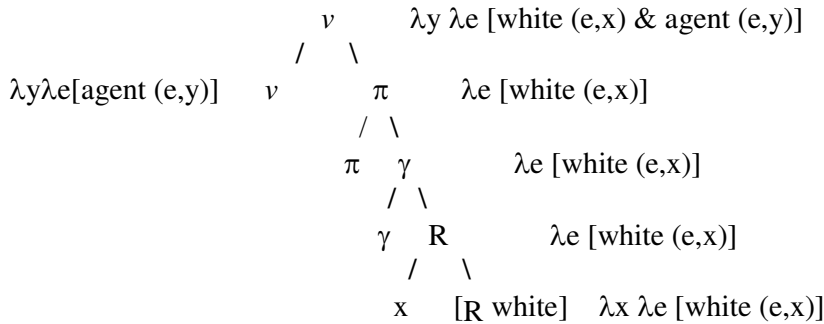 v λy λe [white (e,x) & agent (e,y)]
/ \
λyλe[agent (e,y)] v π λe [white (e,x)]
/ \
π γ λe [white (e,x)]
/ \
γ R λe [white (e,x)]
/ \
x [R white] λx λe [white (e,x)]